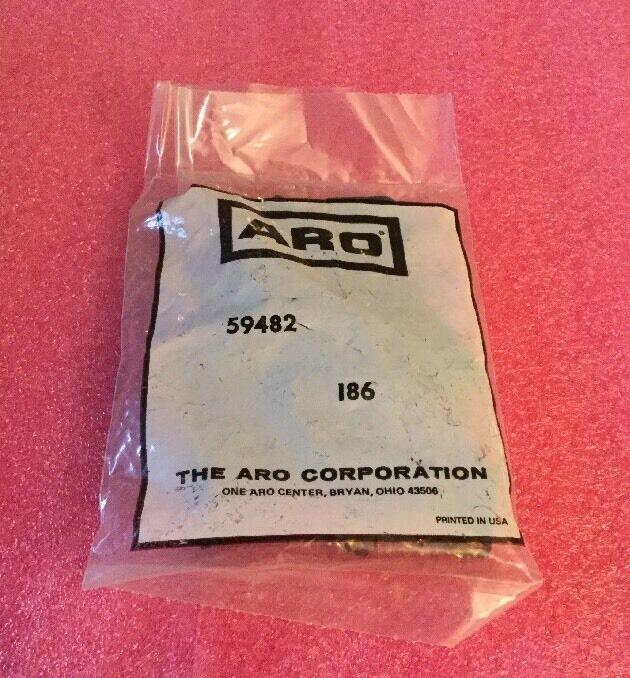 ARO®
59482
186
THE ARO CORPORATION
ONE ARO CENTER, BRYAN, OHIO 43506
PRINTED IN USA